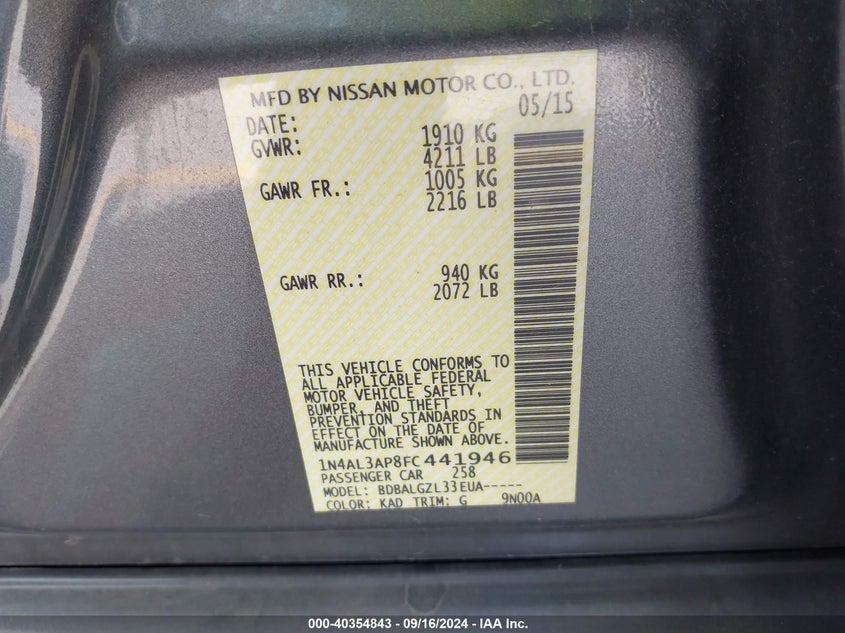 MFD BY NISSAN MOTOR CO., LTD.
DATE: 05/15
GVWR: 1910 KG
4211 LB
GAWR FR.: 1005 KG
2216 LB
GAWR RR.: 940 KG
2072 LB
THIS VEHICLE CONFORMS TO
ALL APPLICABLE FEDERAL
MOTOR VEHICLE SAFETY,
BUMPER, AND THEFT
PREVENTION STANDARDS IN
EFFECT ON THE DATE OF
MANUFACTURE SHOWN ABOVE.
1N4AL3AP8FC441946
PASSENGER CAR 258
MODEL: BDBALGZL33EUA-----
COLOR: KAD TRIM: G 9N00A
000-40354843 - 09/16/2024 - IAA Inc.